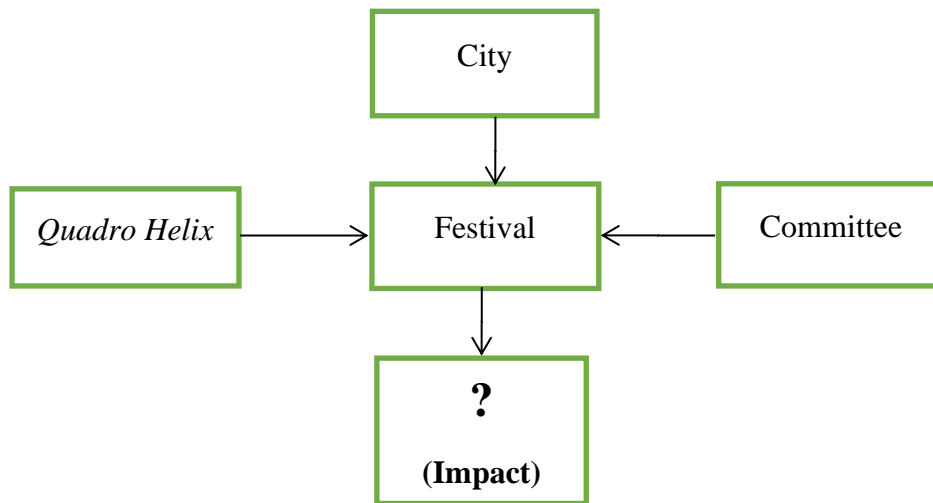 City
Quadro Helix
Festival
Committee
?
(Impact)